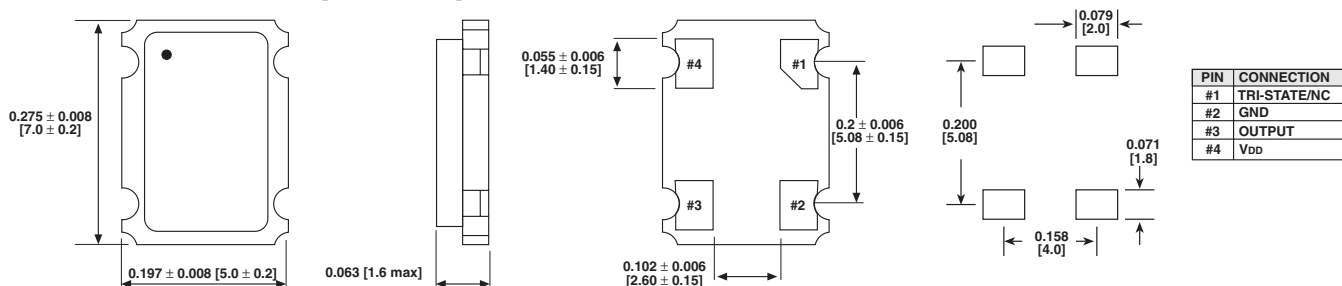 0.275 ± 0.008
[7.0 ± 0.2]
0.197 ± 0.008 [5.0 ± 0.2]
0.063 [1.6 max]
0.055 ± 0.006
[1.40 ± 0.15]
#4
#1
#3
#2
0.2 ± 0.006
[5.08 ± 0.15]
0.102 ± 0.006
[2.60 ± 0.15]
0.079
[2.0]
0.200
[5.08]
0.071
[1.8]
0.158
[4.0]
PIN CONNECTION
#1 TRI-STATE/NC
#2 GND
#3 OUTPUT
#4 VDD